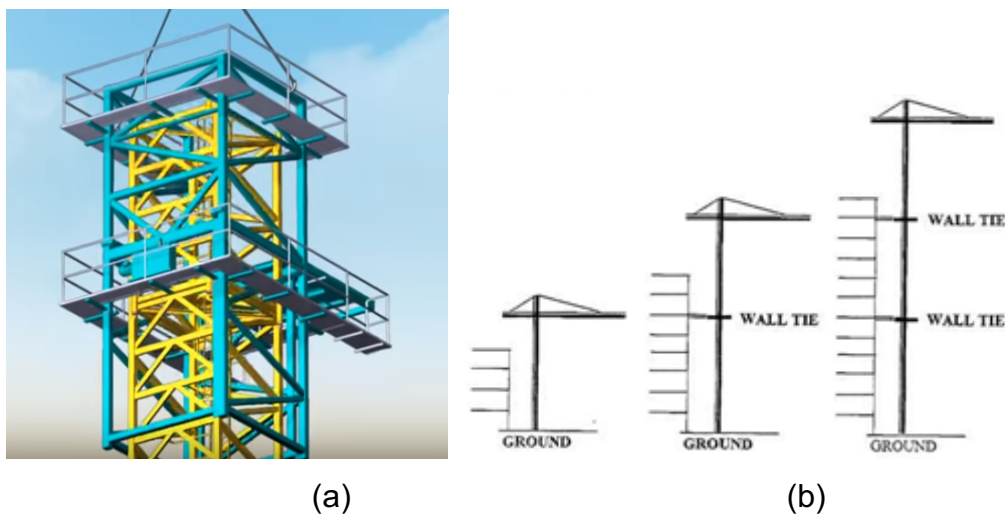 WALL TIE
WALL TIE
WALL TIE
GROUND
GROUND
GROUND
(a)
(b)